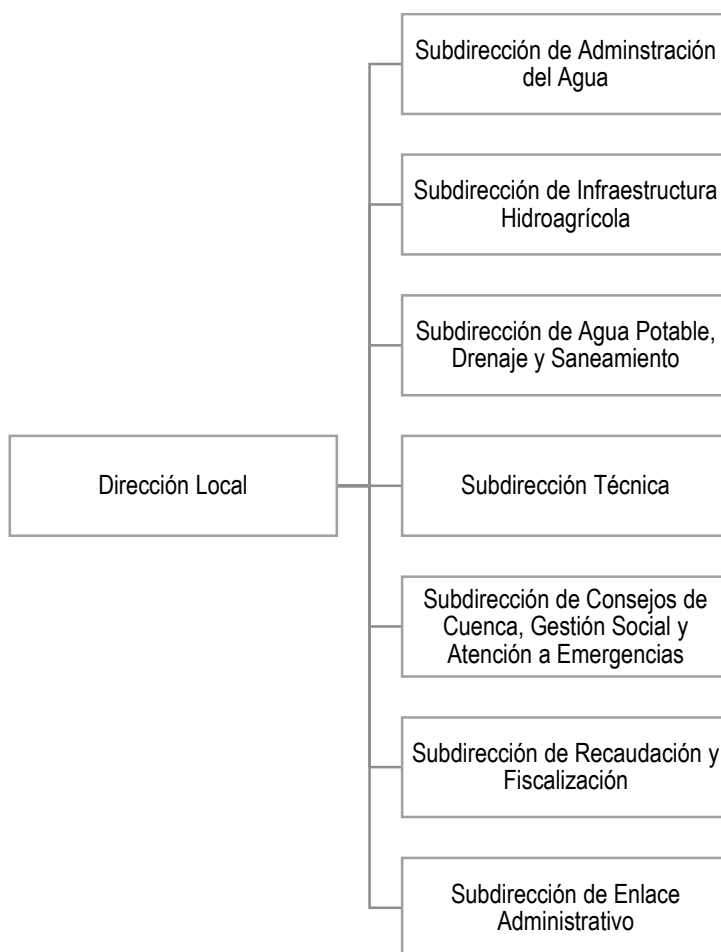 Subdirección de Adminstración
del Agua
Subdirección de Infraestructura
Hidroagrícola
Subdirección de Agua Potable,
Drenaje y Saneamiento
Dirección Local
Subdirección Técnica
Subdirección de Consejos de
Cuenca, Gestión Social y
Atención a Emergencias
Subdirección de Recaudación y
Fiscalización
Subdirección de Enlace
Administrativo